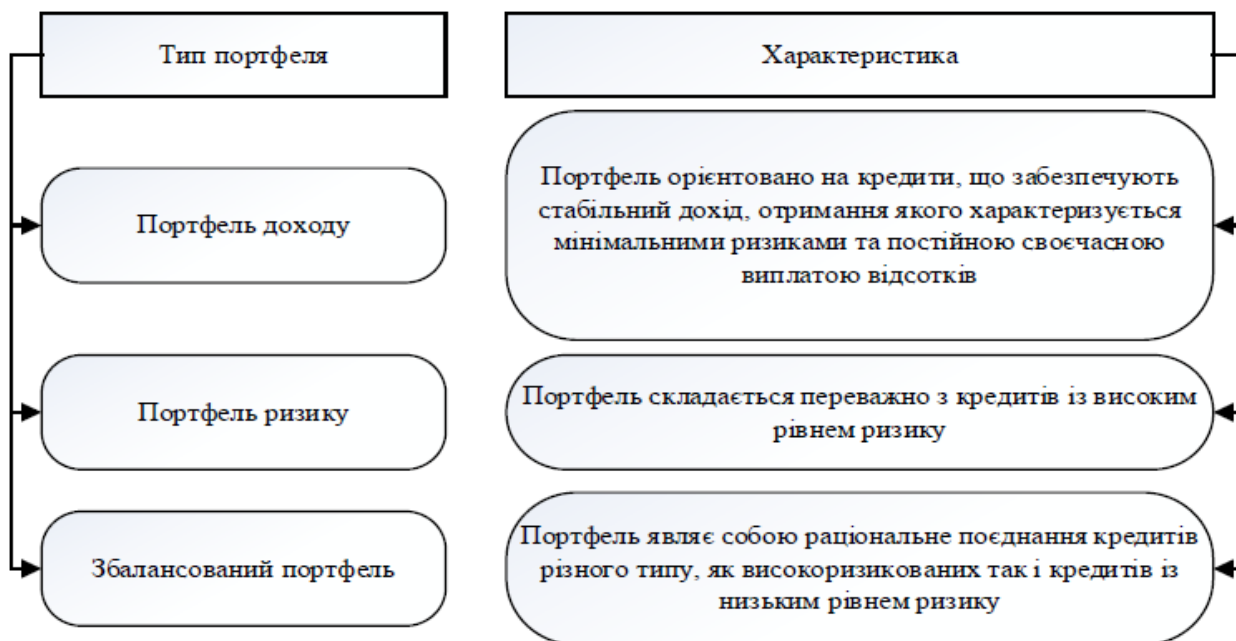 Тип портфеля
Характеристика
Портфель доходу
Портфель орієнтовано на кредити, що забезпечують
стабільний дохід, отримання якого характеризується
мінімальними ризиками та постійною своєчасною
виплатою відсотків
Портфель ризику
Портфель складається переважно з кредитів із високим
рівнем ризику
Збалансований портфель
Портфель являє собою раціональне поєднання кредитів
різного типу, як високоризикованих так і кредитів із
низьким рівнем ризику